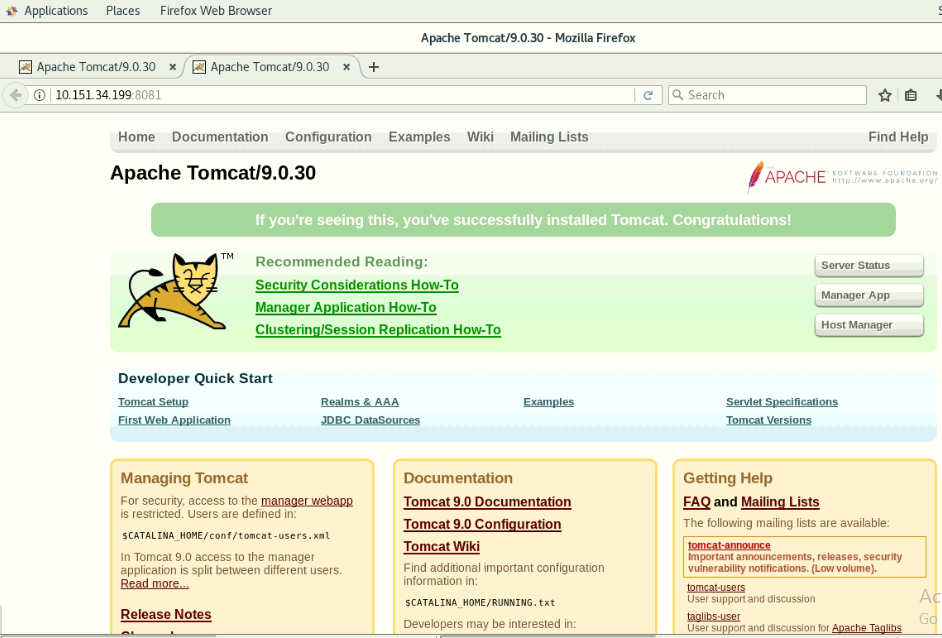 Applications Places Firefox Web Browser
Apache Tomcat/9.0.30 - Mozilla Firefox
Apache Tomcat/9.0.30 × Apache Tomcat/9.0.30 × +
10.151.34.199:8081 Search
Home Documentation Configuration Examples Wiki Mailing Lists Find Help
Apache Tomcat/9.0.30
APACHE SOFTWARE FOUNDATION
http://www.apache.org/
If you're seeing this, you've successfully installed Tomcat. Congratulations!
TM
Recommended Reading:
Security Considerations How-To
Manager Application How-To
Clustering/Session Replication How-To
Server Status
Manager App
Host Manager
Developer Quick Start
Tomcat Setup
First Web Application
Realms & AAA
JDBC DataSources
Examples
Servlet Specifications
Tomcat Versions
Managing Tomcat
For security, access to the manager webapp
is restricted. Users are defined in:
$CATALINA_HOME/conf/tomcat-users.xml
In Tomcat 9.0 access to the manager
application is split between different users.
Read more...
Release Notes
Documentation
Tomcat 9.0 Documentation
Tomcat 9.0 Configuration
Tomcat Wiki
Find additional important configuration
information in:
$CATALINA_HOME/RUNNING.txt
Developers may be interested in:
Getting Help
FAQ and Mailing Lists
The following mailing lists are available:
tomcat-announce
Important announcements, releases, security
vulnerability notifications. (Low volume).
tomcat-users
User support and discussion
taglibs-user
User support and discussion for Apache Taglibs
Ac
Go